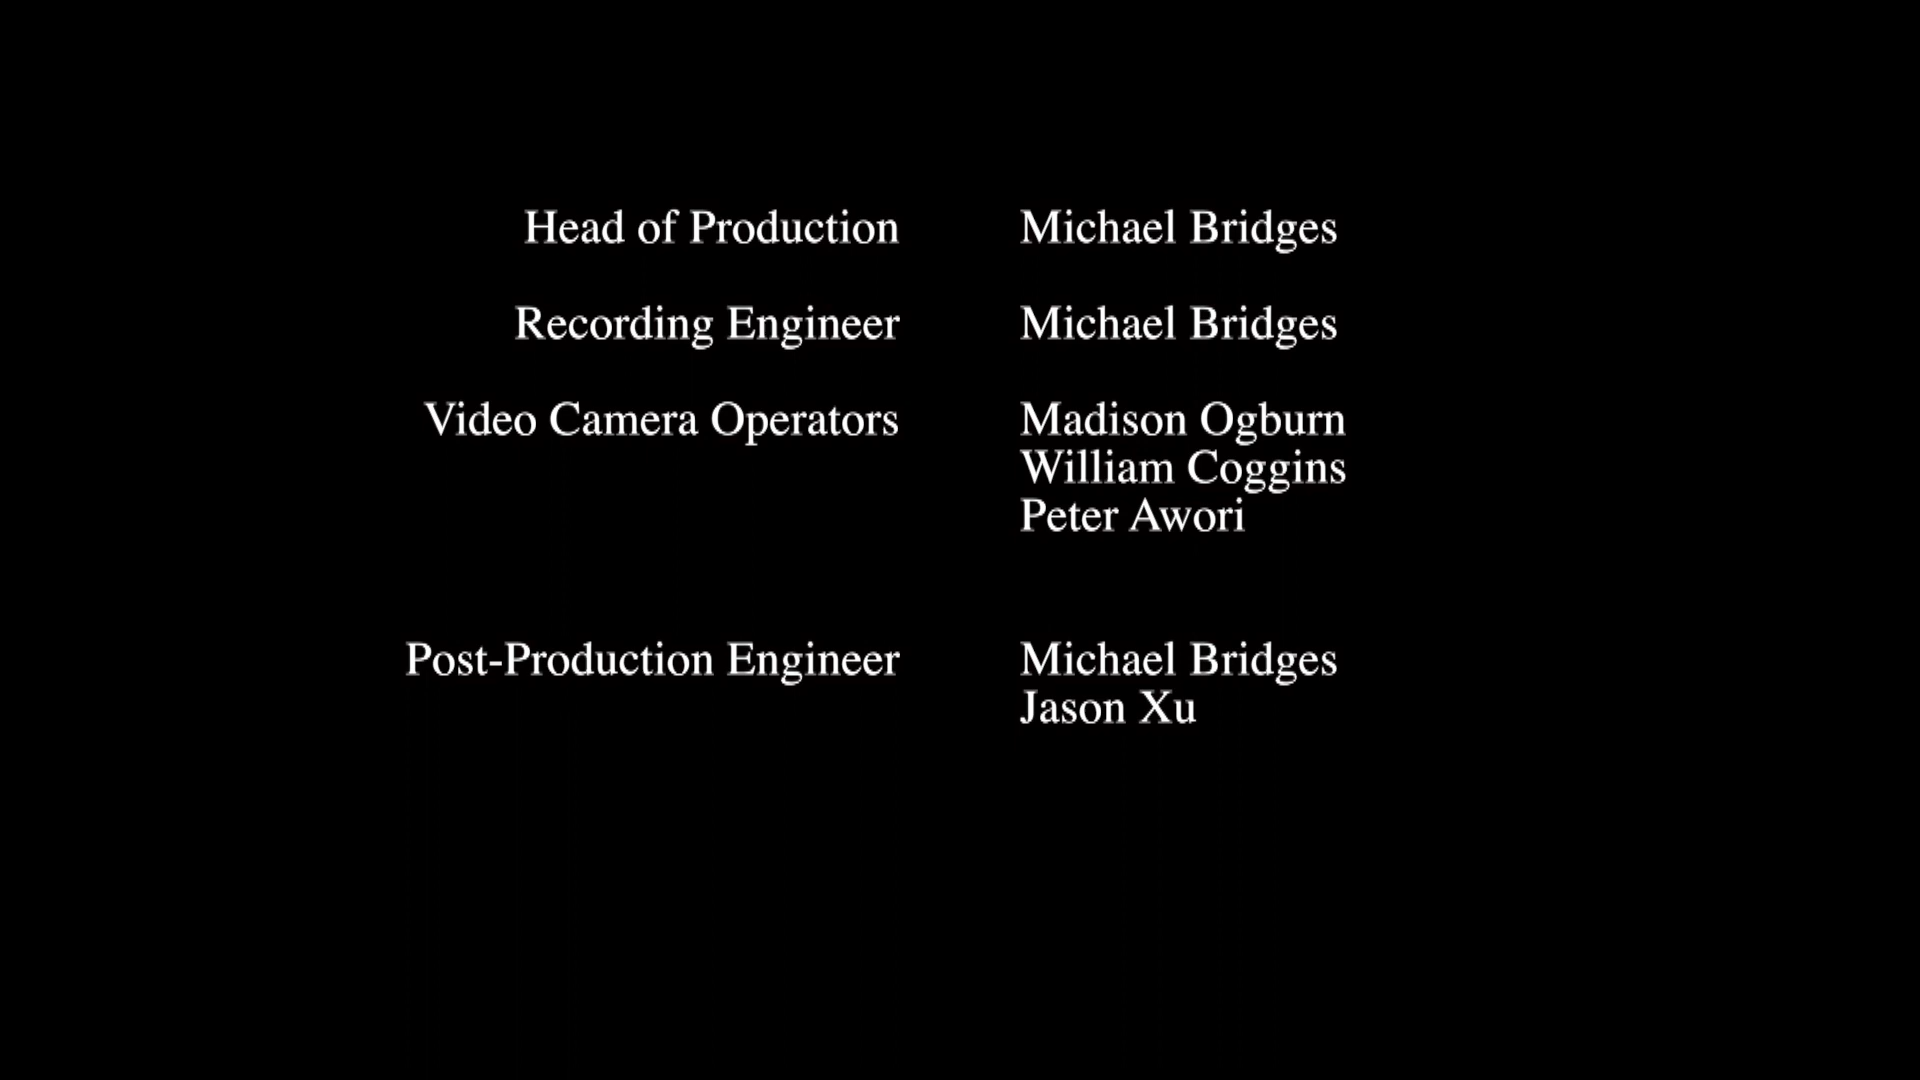 Head of Production Michael Bridges
Recording Engineer Michael Bridges
Video Camera Operators Madison Ogburn
William Coggins
Peter Awori
Post-Production Engineer Michael Bridges
Jason Xu